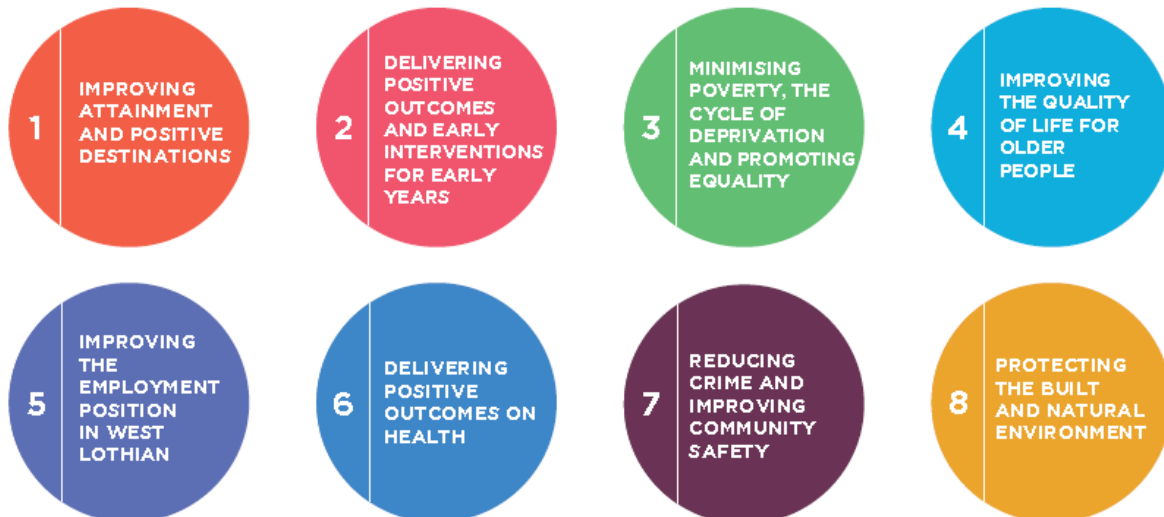 1
IMPROVING
ATTAINMENT
AND POSITIVE
DESTINATIONS
2
DELIVERING
POSITIVE
OUTCOMES
AND EARLY
INTERVENTIONS
FOR EARLY
YEARS
3
MINIMISING
POVERTY, THE
CYCLE OF
DEPRIVATION
AND PROMOTING
EQUALITY
4
IMPROVING
THE QUALITY
OF LIFE FOR
OLDER
PEOPLE
5
IMPROVING
THE
EMPLOYMENT
POSITION
IN WEST
LOTHIAN
6
DELIVERING
POSITIVE
OUTCOMES ON
HEALTH
7
REDUCING
CRIME AND
IMPROVING
COMMUNITY
SAFETY
8
PROTECTING
THE BUILT
AND NATURAL
ENVIRONMENT